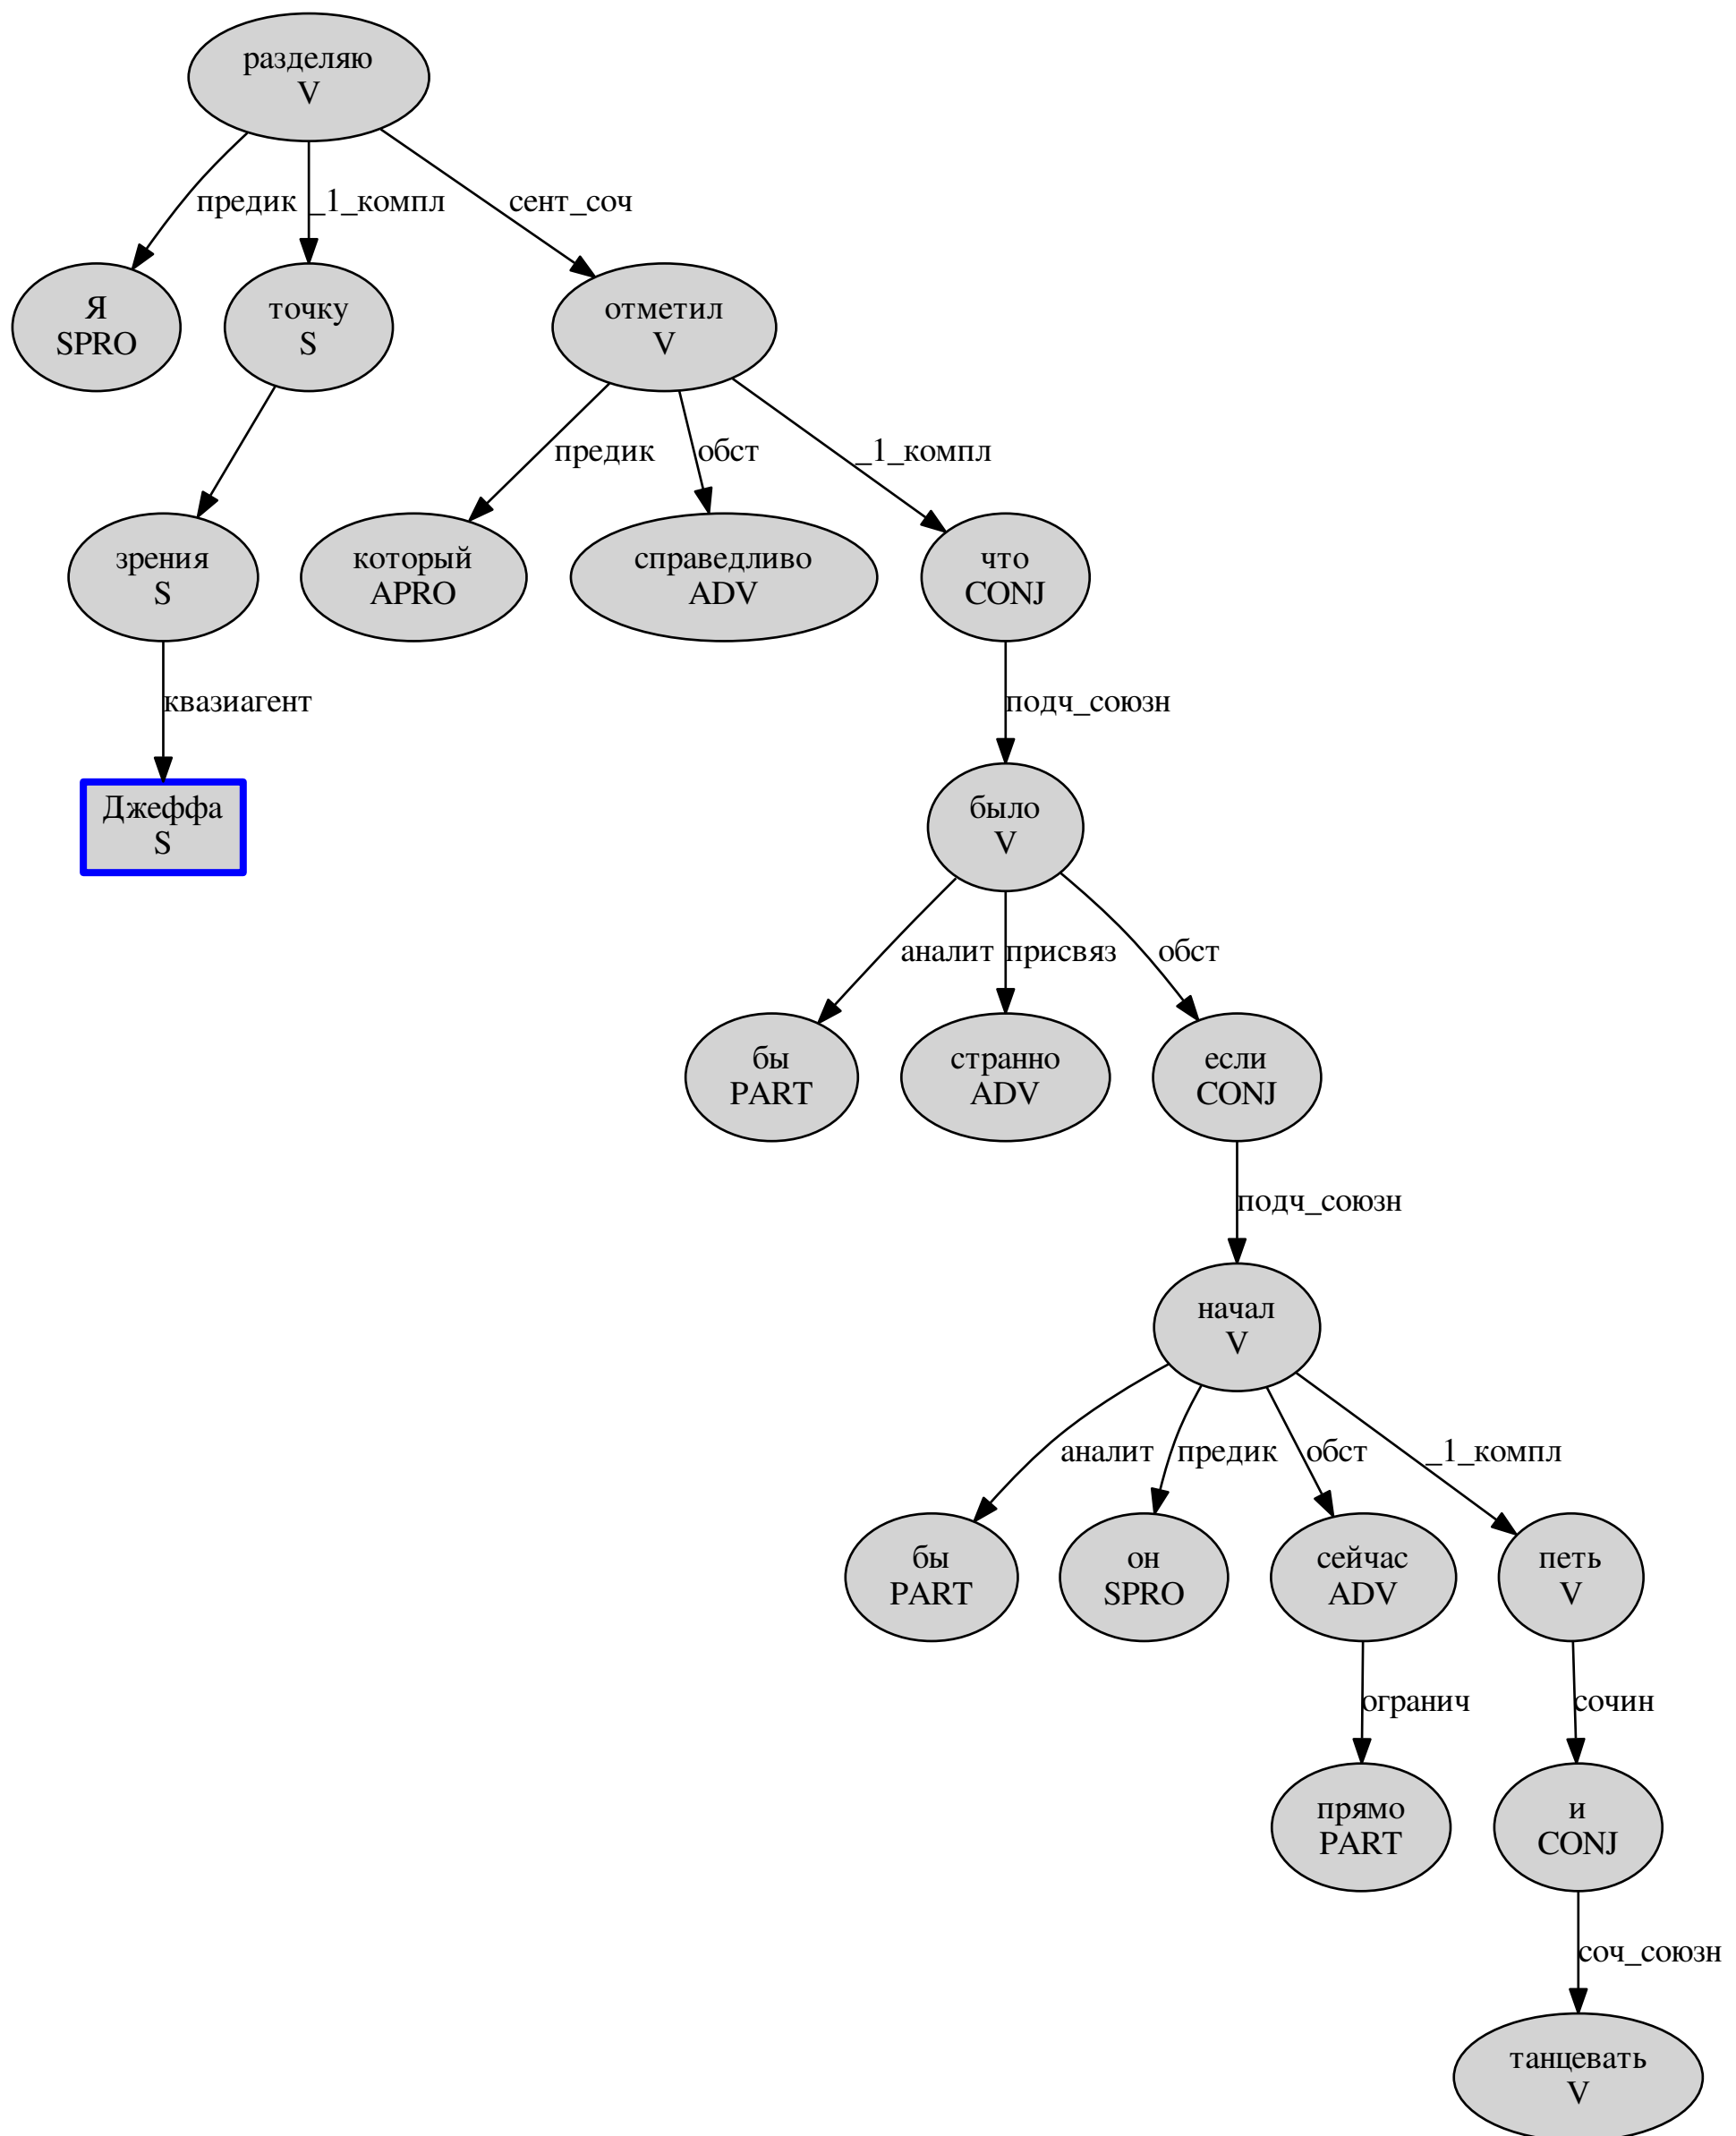 разделяю
V
предик
_1_компл
сент_соч
Я
SPRO
точку
S
отметил
V
предик
обст
_1_компл
зрения
S
который
APRO
справедливо
ADV
что
CONJ
квазиагент
подч_союзн
Джеффа
S
было
V
аналит
присвяз
обст
бы
PART
странно
ADV
если
CONJ
подч_союзн
начал
V
аналит
предик
обст
_1_компл
бы
PART
он
SPRO
сейчас
ADV
петь
V
огранич
сочин
прямо
PART
и
CONJ
соч_союзн
танцевать
V